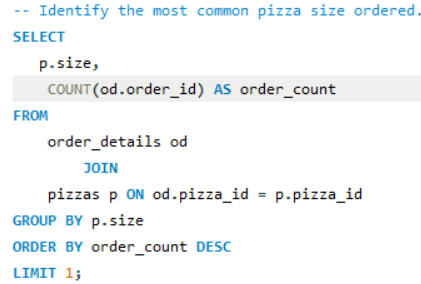 -- Identify the most common pizza size ordered.
SELECT
p.size,
COUNT(od.order_id) AS order_count
FROM
order_details od
JOIN
pizzas p ON od.pizza_id = p.pizza_id
GROUP BY p.size
ORDER BY order_count DESC
LIMIT 1;